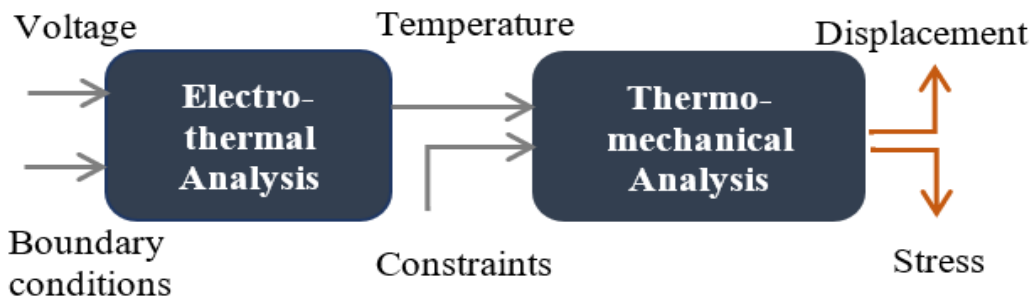 Voltage
Temperature
Displacement
Electro-
thermal
Analysis
Thermo-
mechanical
Analysis
Boundary
conditions
Constraints
Stress